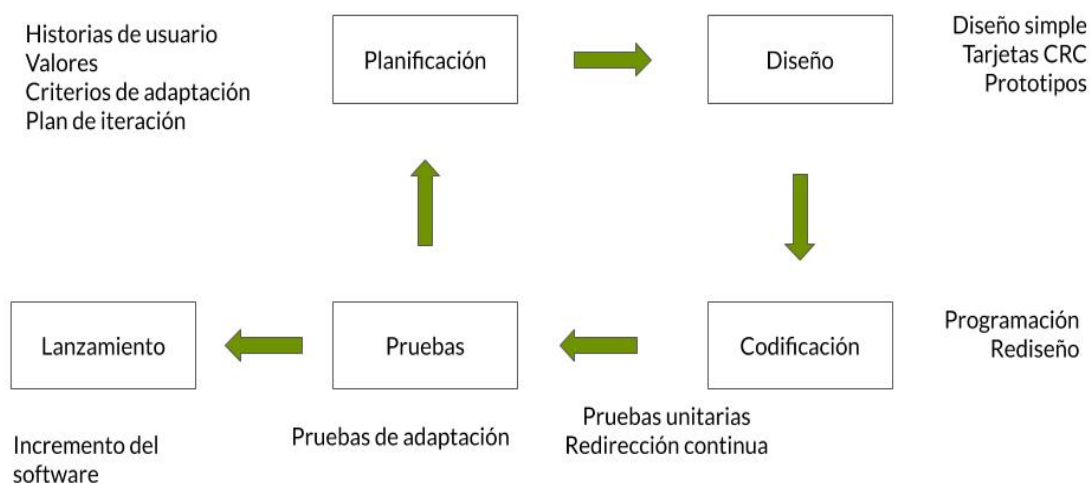 Historias de usuario
Valores
Criterios de adaptación
Plan de iteración
Planificación
Diseño
Diseño simple
Tarjetas CRC
Prototipos
Lanzamiento
Pruebas
Codificación
Programación
Rediseño
Incremento del
software
Pruebas de adaptación
Pruebas unitarias
Redirección continua